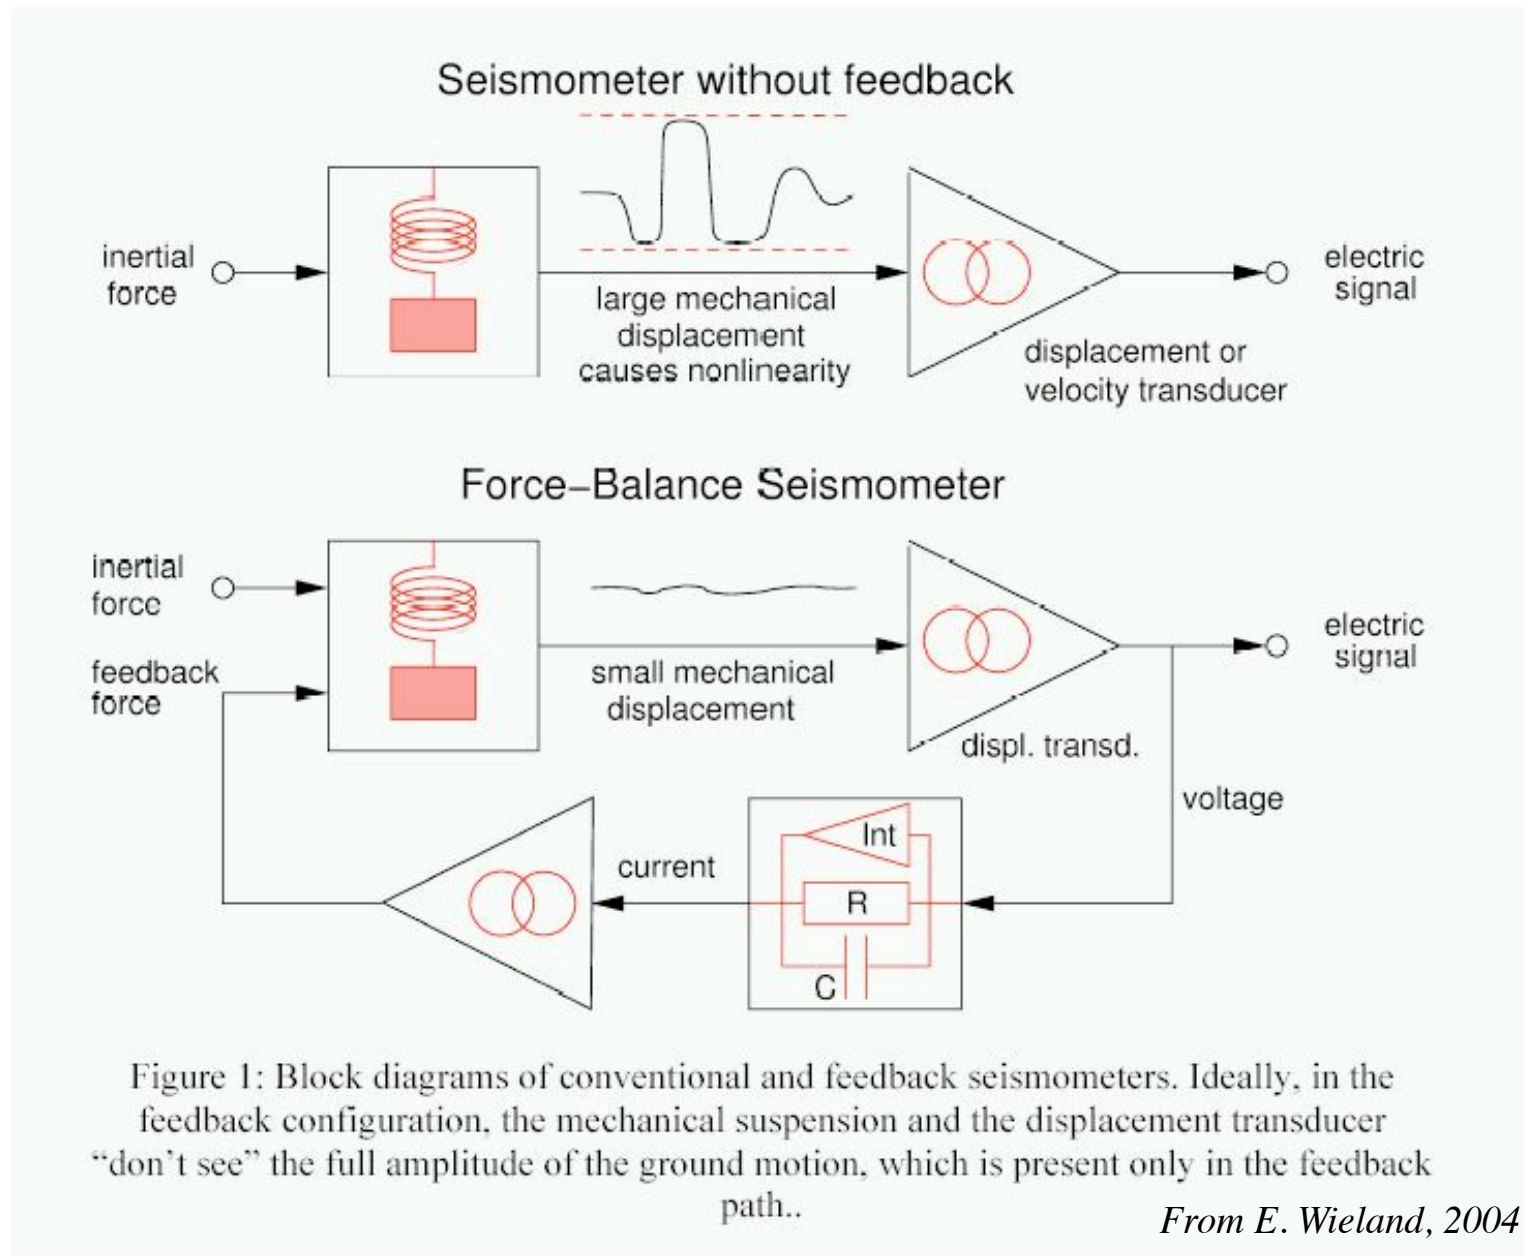 Seismometer without feedback
inertial
force
large mechanical
displacement
causes nonlinearity
displacement or
velocity transducer
electric
signal
Force–Balance Seismometer
inertial
force
feedback
force
small mechanical
displacement
displ. transd.
electric
signal
voltage
current
Int
R
C
Figure 1: Block diagrams of conventional and feedback seismometers. Ideally, in the
feedback configuration, the mechanical suspension and the displacement transducer
“don’t see” the full amplitude of the ground motion, which is present only in the feedback
path..
From E. Wieland, 2004